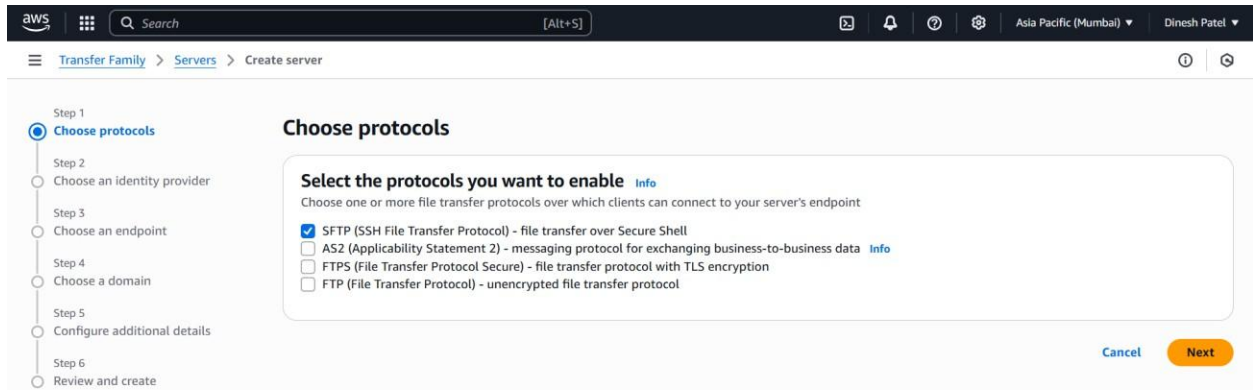 aws
Search [Alt+S]
Asia Pacific (Mumbai) ▼
Dinesh Patel ▼
Transfer Family > Servers > Create server
Step 1
Choose protocols
Step 2
Choose an identity provider
Step 3
Choose an endpoint
Step 4
Choose a domain
Step 5
Configure additional details
Step 6
Review and create
Choose protocols
Select the protocols you want to enable Info
Choose one or more file transfer protocols over which clients can connect to your server's endpoint
SFTP (SSH File Transfer Protocol) - file transfer over Secure Shell
AS2 (Applicability Statement 2) - messaging protocol for exchanging business-to-business data Info
FTPS (File Transfer Protocol Secure) - file transfer protocol with TLS encryption
FTP (File Transfer Protocol) - unencrypted file transfer protocol
Cancel
Next